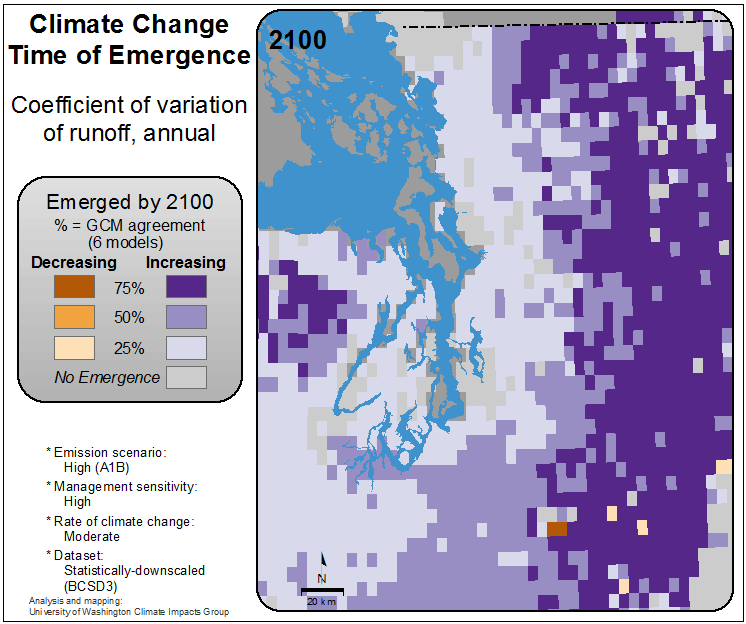 Climate Change
Time of Emergence
Coefficient of variation
of runoff, annual
2100
Emerged by 2100
% = GCM agreement
(6 models)
Decreasing Increasing
75%
50%
25%
No Emergence
* Emission scenario:
High (A1B)
* Management sensitivity:
High
* Rate of climate change:
Moderate
* Dataset:
Statistically-downscaled
(BCSD3)
Analysis and mapping:
University of Washington Climate Impacts Group
N
20 km